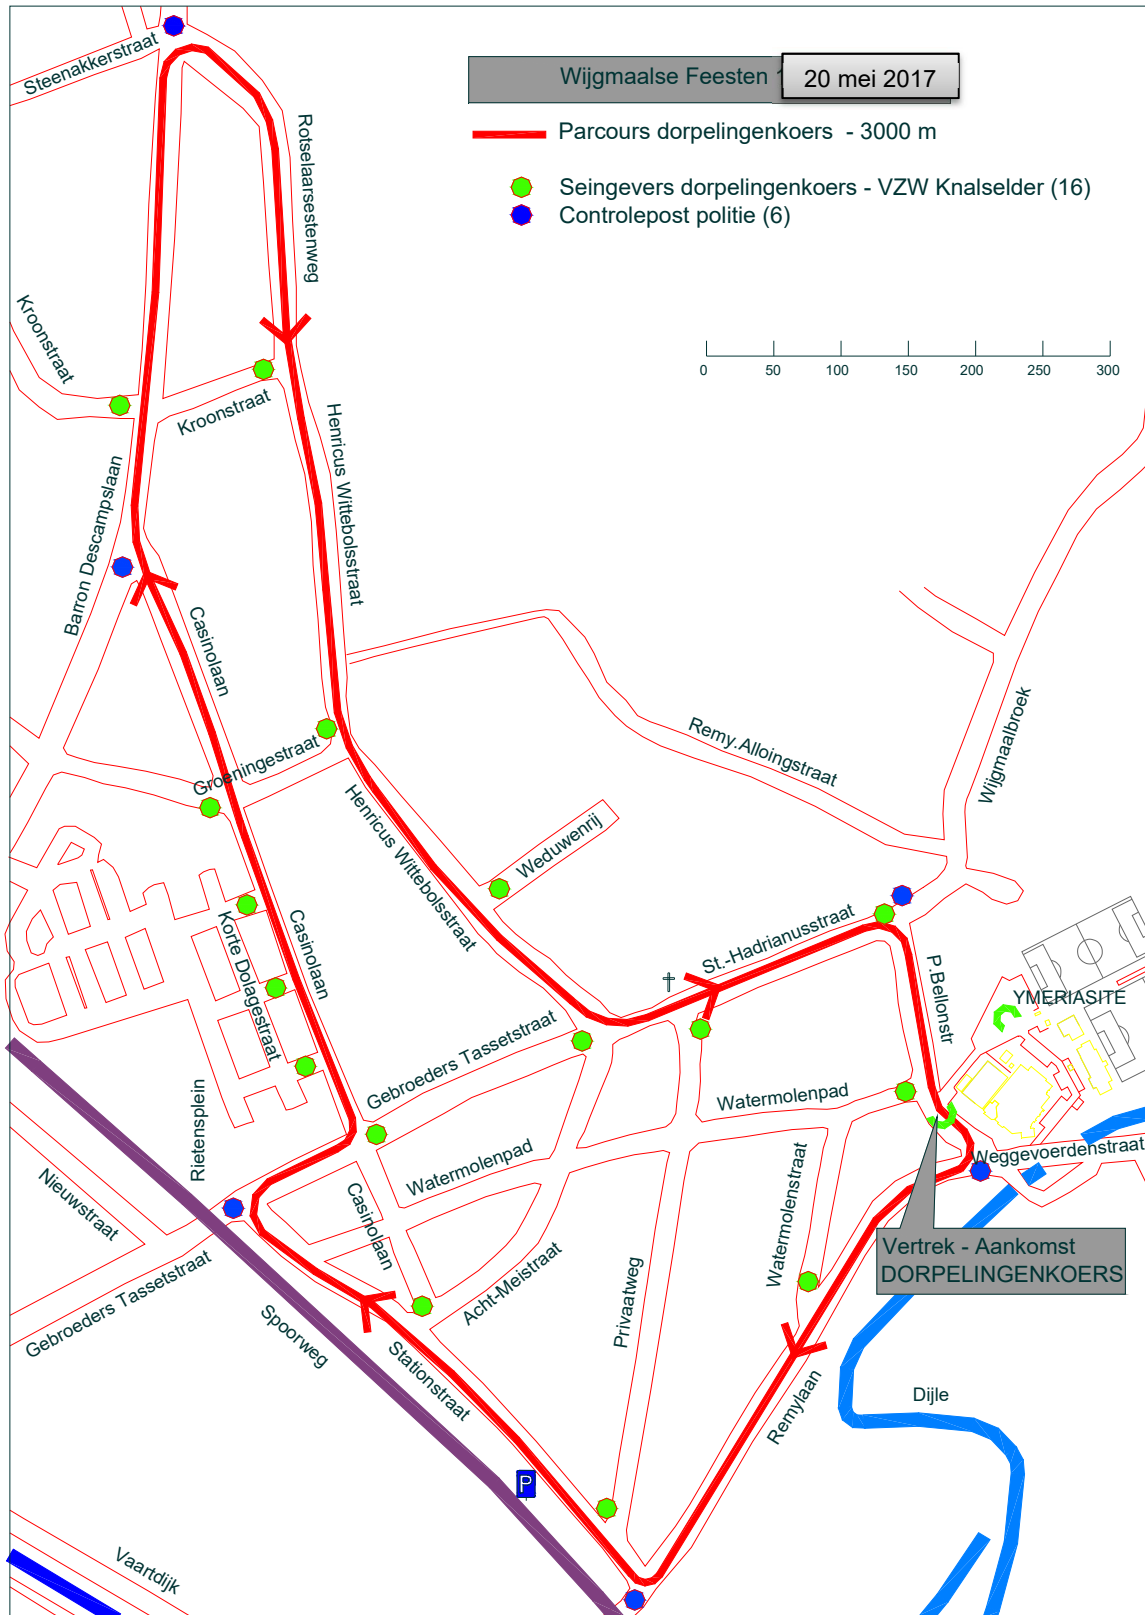 Wijgmaalse Feesten
20 mei 2017
Parcours dorpelingenkoers - 3000 m
Seingevers dorpelingenkoers - VZW Knalselder (16)
Controlepost politie (6)
0 50 100 150 200 250 300
Steenakkerstraat
Rotselaarsestenweg
Kroonstraat
Kroonstraat
Henricus Wittebolsstraat
Barron Descampslaan
Casinolaan
Groeningestraat
Remy.Alloingstraat
Wijgmaalbroek
Henricus Wittebolsstraat
Weduwenrij
Korte Dolagestraat
Casinolaan
St.-Hadrianusstraat
P.Bellonstr
YMERIASITE
Gebroeders Tassetstraat
Watermolenpad
Rietensplein
Watermolenpad
Weggevoerdenstraat
Nieuwstraat
Casinolaan
Watermolenstraat
Gebroeders Tassetstraat
Acht-Meistraat
Privaatweg
Vertrek - Aankomst
DORPELINGENKOERS
Spoorweg
Stationstraat
Remylaan
Dijle
P
Vaartdijk